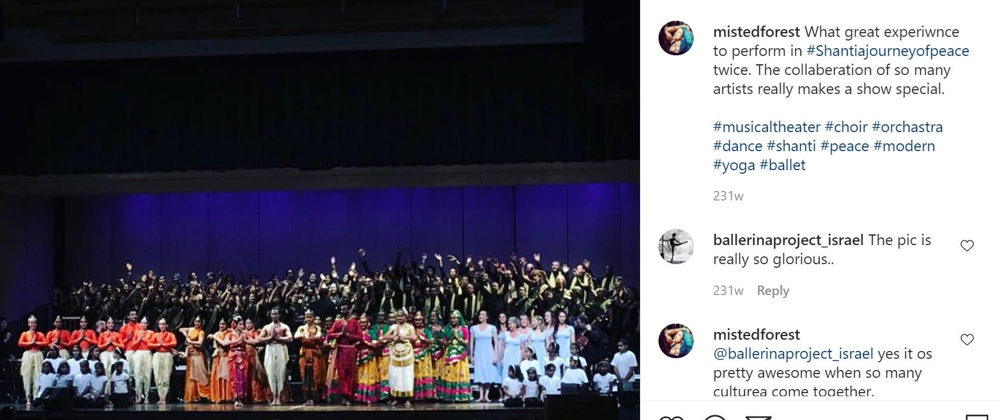 mistedforest What great experiwnce
to perform in #Shantiajourneyofpeace
twice. The collaberation of so many
artists really makes a show special.
#musicaltheater #choir #orchastra
#dance #shanti #peace #modern
#yoga #ballet
231w
ballerinaproject_israel The pic is
really so glorious..
231w Reply
mistedforest
@ballerinaproject_israel yes it os
pretty awesome when so many
culturea come together.